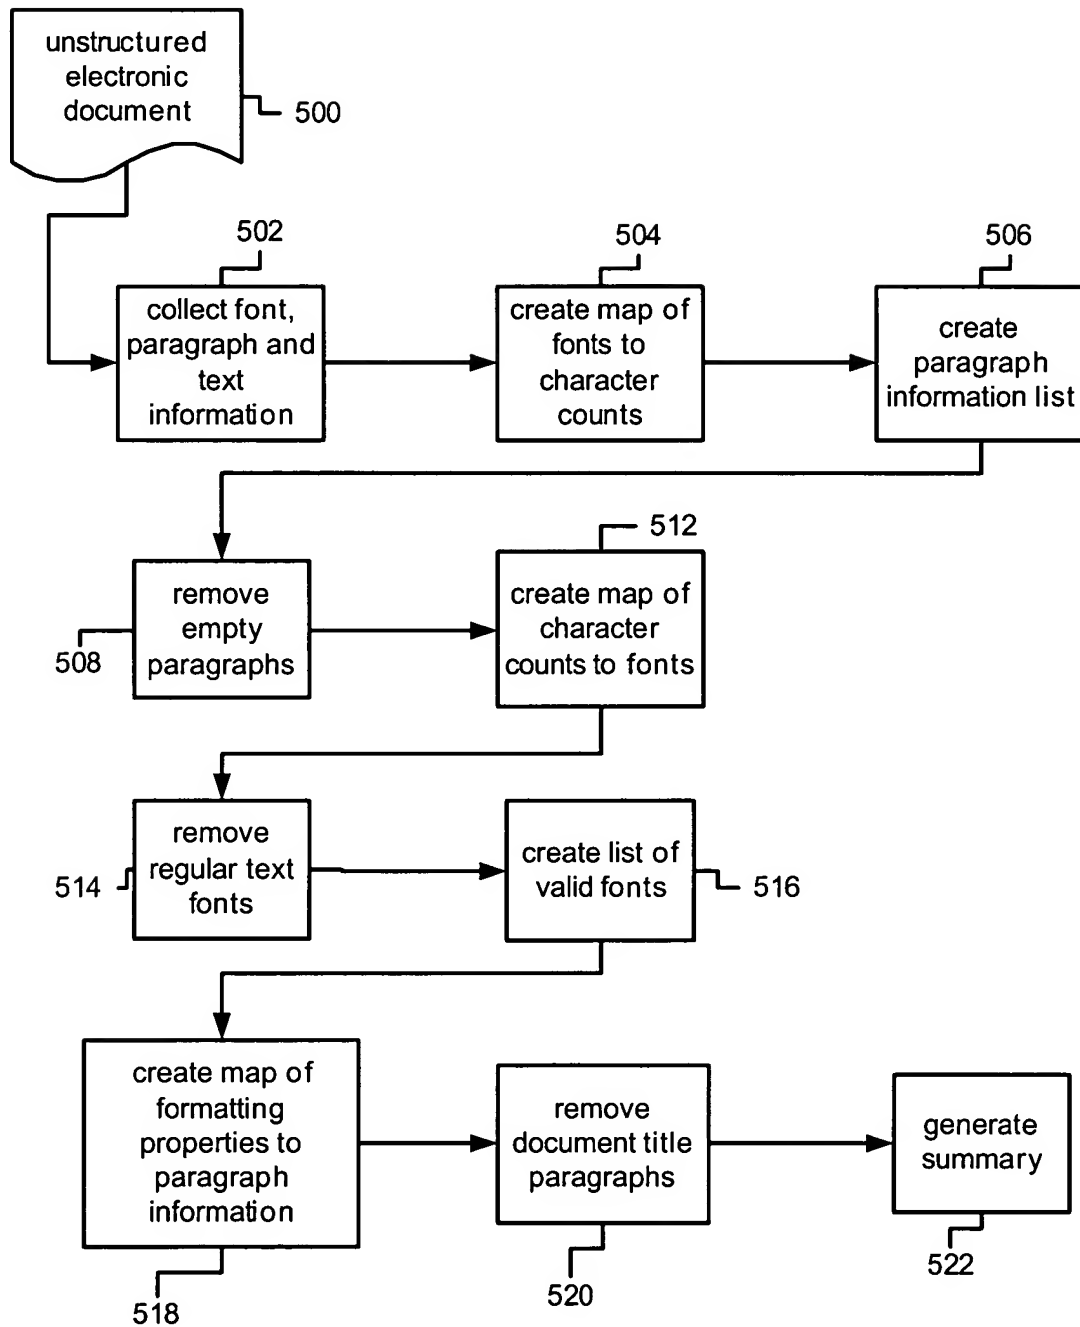 unstructured
electronic
document
500
502
collect font,
paragraph and
text
information
504
create map of
fonts to
character
counts
506
create
paragraph
information list
508
remove
empty
paragraphs
512
create map of
character
counts to fonts
514
remove
regular text
fonts
create list of
valid fonts
516
create map of
formatting
properties to
paragraph
information
518
remove
document title
paragraphs
520
generate
summary
522